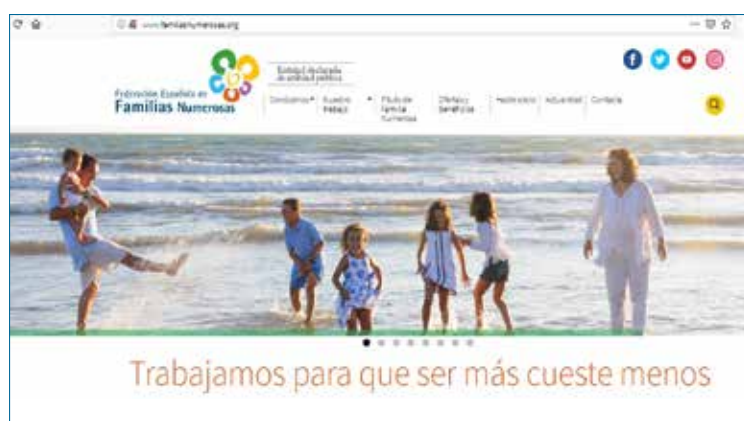 www.familiasnumerosas.org
Entidad declarada
de utilidad pública
Federación Española de
Familias Numerosas
Conócenos
Nuestro
trabajo
Título de
familia
numerosa
Ofertas y
beneficios
Hazte socio
Actualidad
Contacta
Trabajamos para que ser más cueste menos